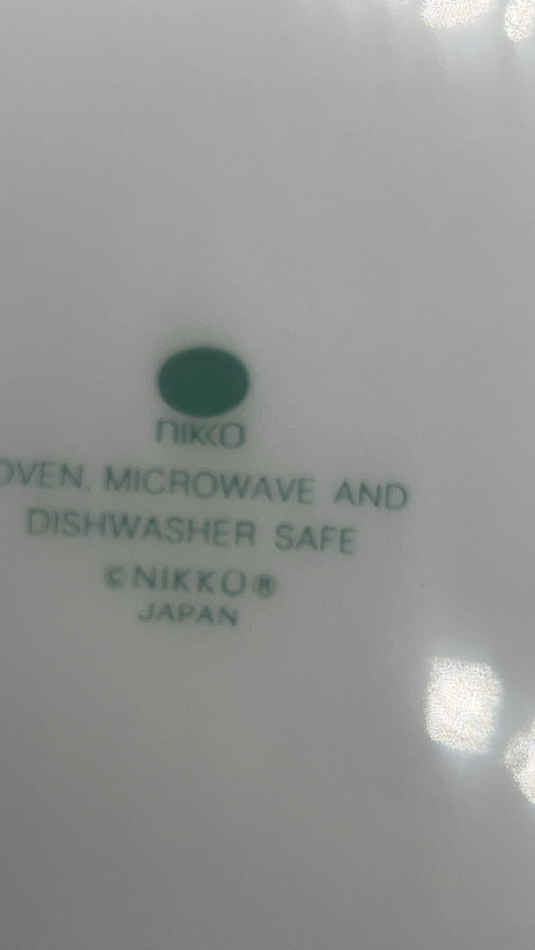 nikko
OVEN, MICROWAVE AND
DISHWASHER SAFE
©NIKKO®
JAPAN